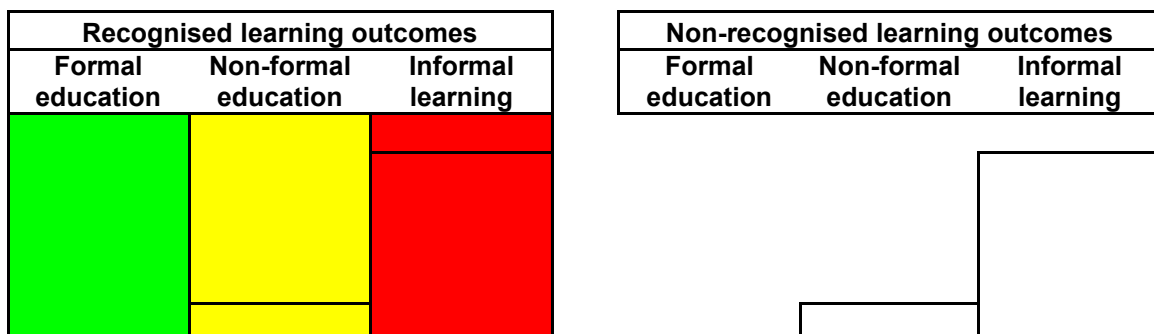 Recognised learning outcomes
Formal education
Non-formal education
Informal learning
Non-recognised learning outcomes
Formal education
Non-formal education
Informal learning